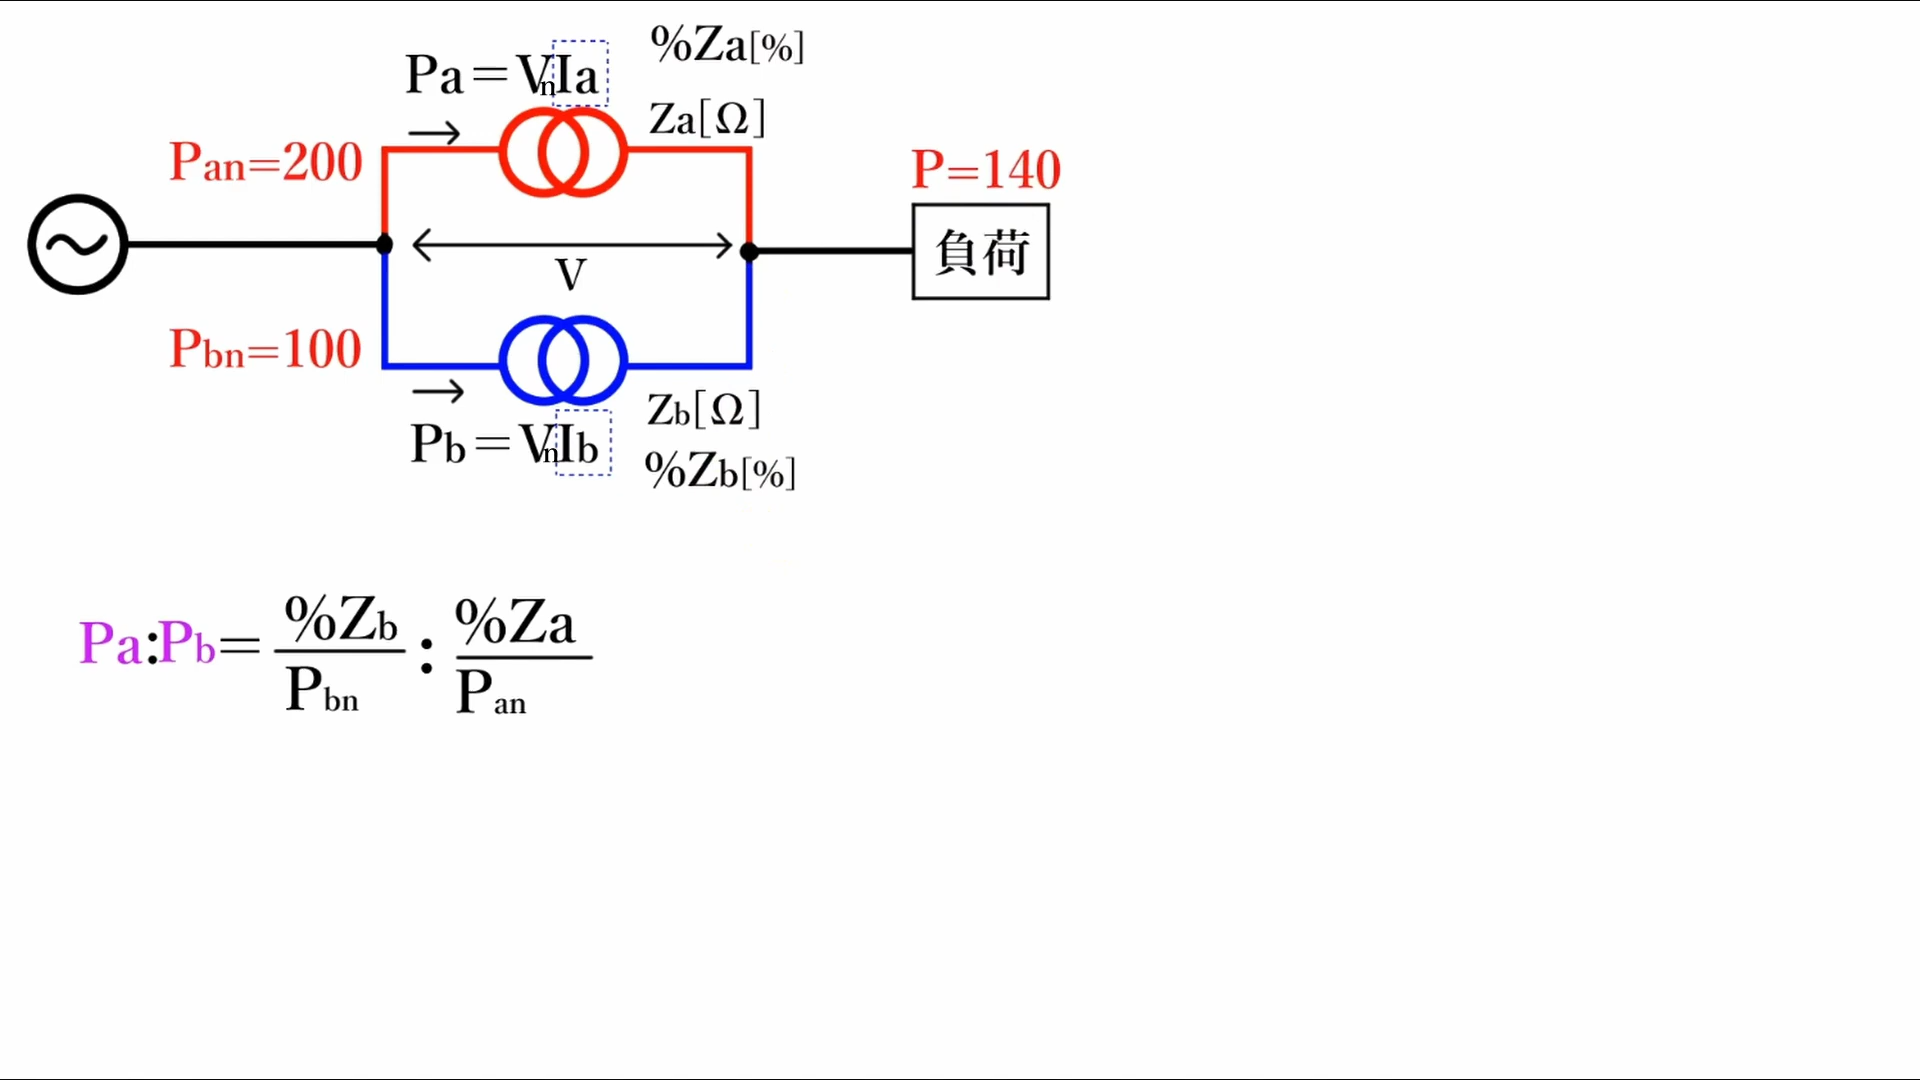 %Za[%]
Pa=VnIa
Za[Ω]
Pan=200
P=140
負荷
V
Pbn=100
Zb[Ω]
Pb=VnIb
%Zb[%]
Pa:Pb= %Zb/Pbn : %Za/Pan